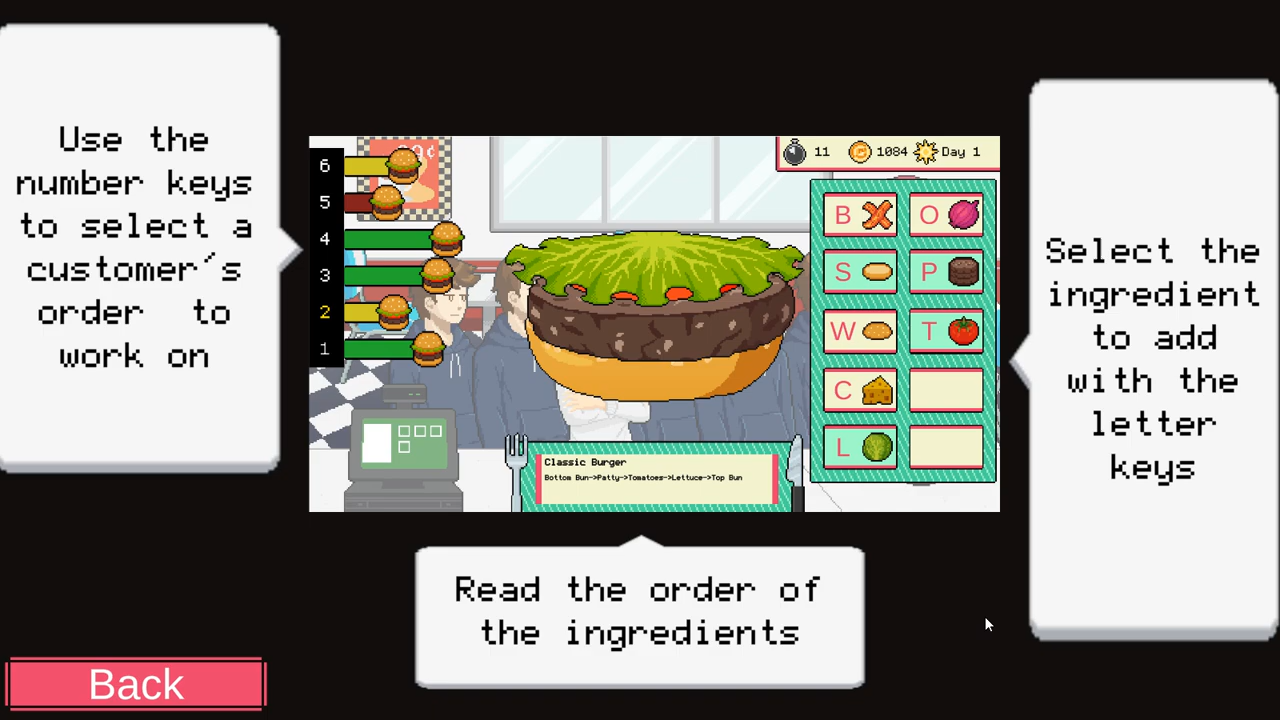 Use the
number keys
to select a
customer's
order to
work on
6
5
4
3
2
1
11 1084 Day 1
B O
S P
W T
C
L
Classic Burger
Bottom Bun->Patty->Tomatoes->Lettuce->Top Bun
Select the
ingredient
to add
with the
letter
keys
Read the order of
the ingredients
Back